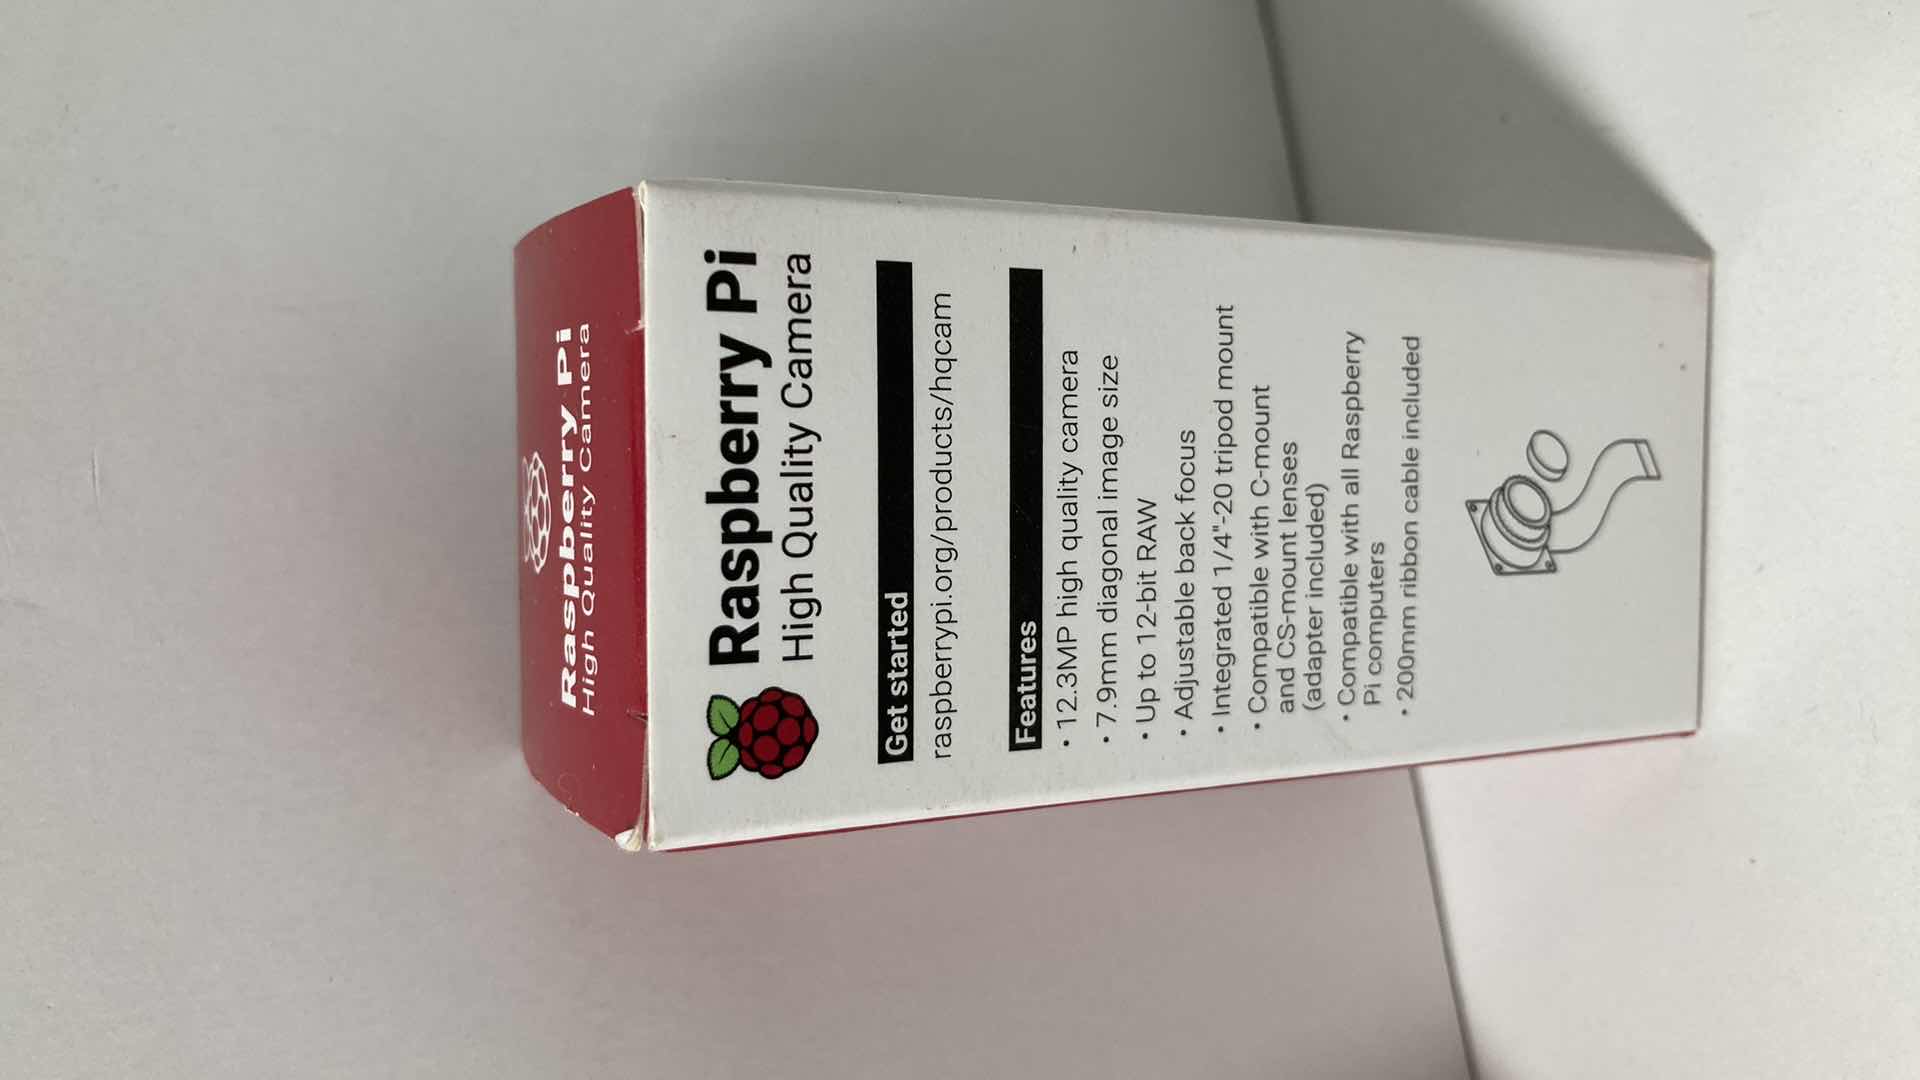 Raspberry Pi
High Quality Camera
Raspberry Pi
High Quality Camera
Get started
raspberrypi.org/products/hqcam
Features
• 12.3MP high quality camera
• 7.9mm diagonal image size
• Up to 12-bit RAW
• Adjustable back focus
• Integrated 1/4"-20 tripod mount
• Compatible with C-mount
and CS-mount lenses
(adapter included)
• Compatible with all Raspberry
Pi computers
• 200mm ribbon cable included